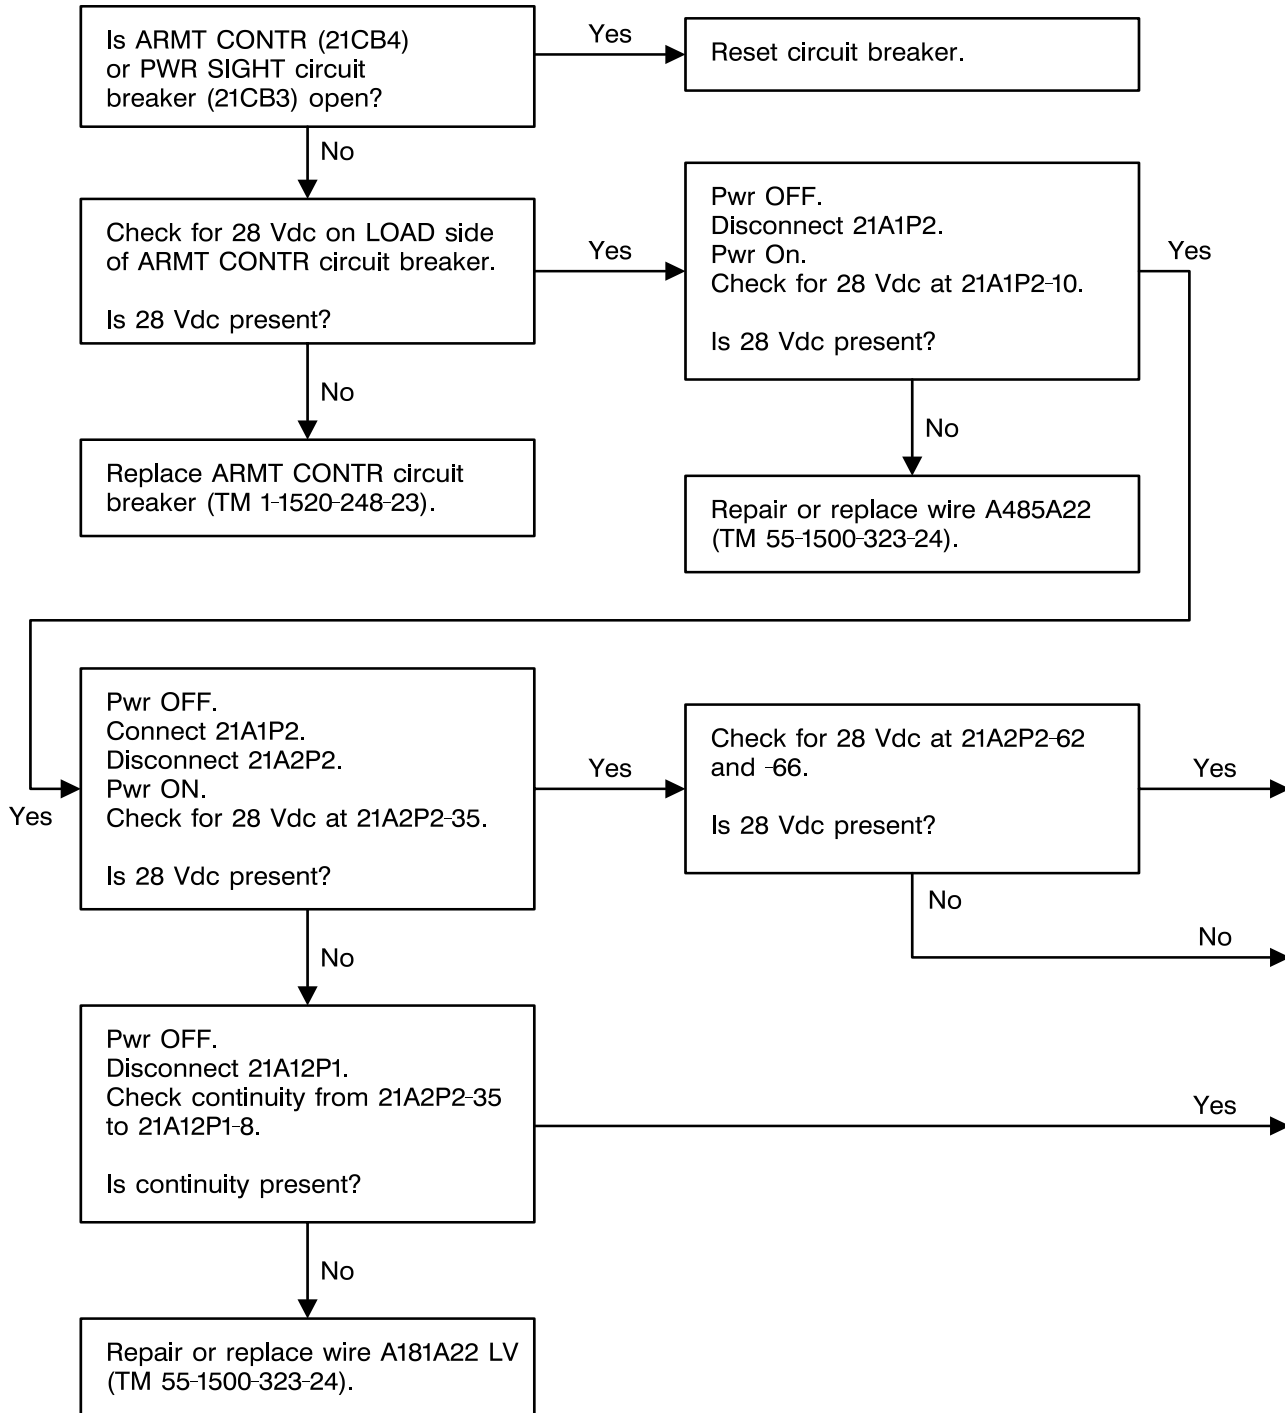 Is ARMT CONTR (21CB4)
or PWR SIGHT circuit
breaker (21CB3) open?
Yes
Reset circuit breaker.
No
Check for 28 Vdc on LOAD side
of ARMT CONTR circuit breaker.
Is 28 Vdc present?
Yes
Pwr OFF.
Disconnect 21A1P2.
Pwr On.
Check for 28 Vdc at 21A1P2-10.
Is 28 Vdc present?
Yes
No
Replace ARMT CONTR circuit
breaker (TM 1-1520-248-23).
No
Repair or replace wire A485A22
(TM 55-1500-323-24).
Yes
Pwr OFF.
Connect 21A1P2.
Disconnect 21A2P2.
Pwr ON.
Check for 28 Vdc at 21A2P2-35.
Is 28 Vdc present?
Yes
Check for 28 Vdc at 21A2P2-62
and -66.
Is 28 Vdc present?
Yes
No
No
No
Pwr OFF.
Disconnect 21A12P1.
Check continuity from 21A2P2-35
to 21A12P1-8.
Is continuity present?
Yes
No
Repair or replace wire A181A22 LV
(TM 55-1500-323-24).